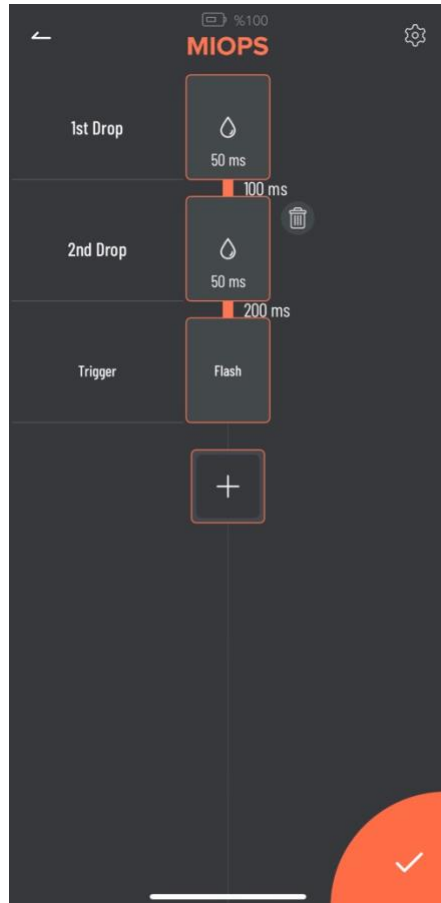 %100
MIOPS
1st Drop
50 ms
100 ms
2nd Drop
50 ms
200 ms
Trigger
Flash